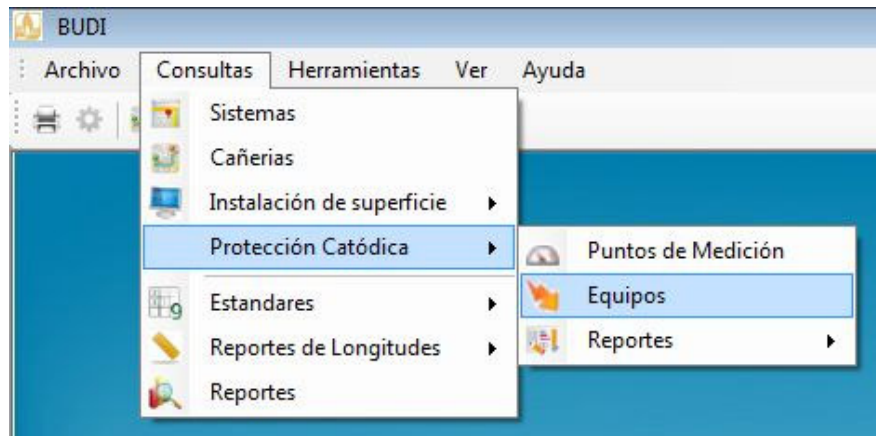 BUDI
Archivo Consultas Herramientas Ver Ayuda
Sistemas
Cañerias
Instalación de superficie
Protección Catódica
Puntos de Medición
Equipos
Estandares
Reportes
Reportes de Longitudes
Reportes